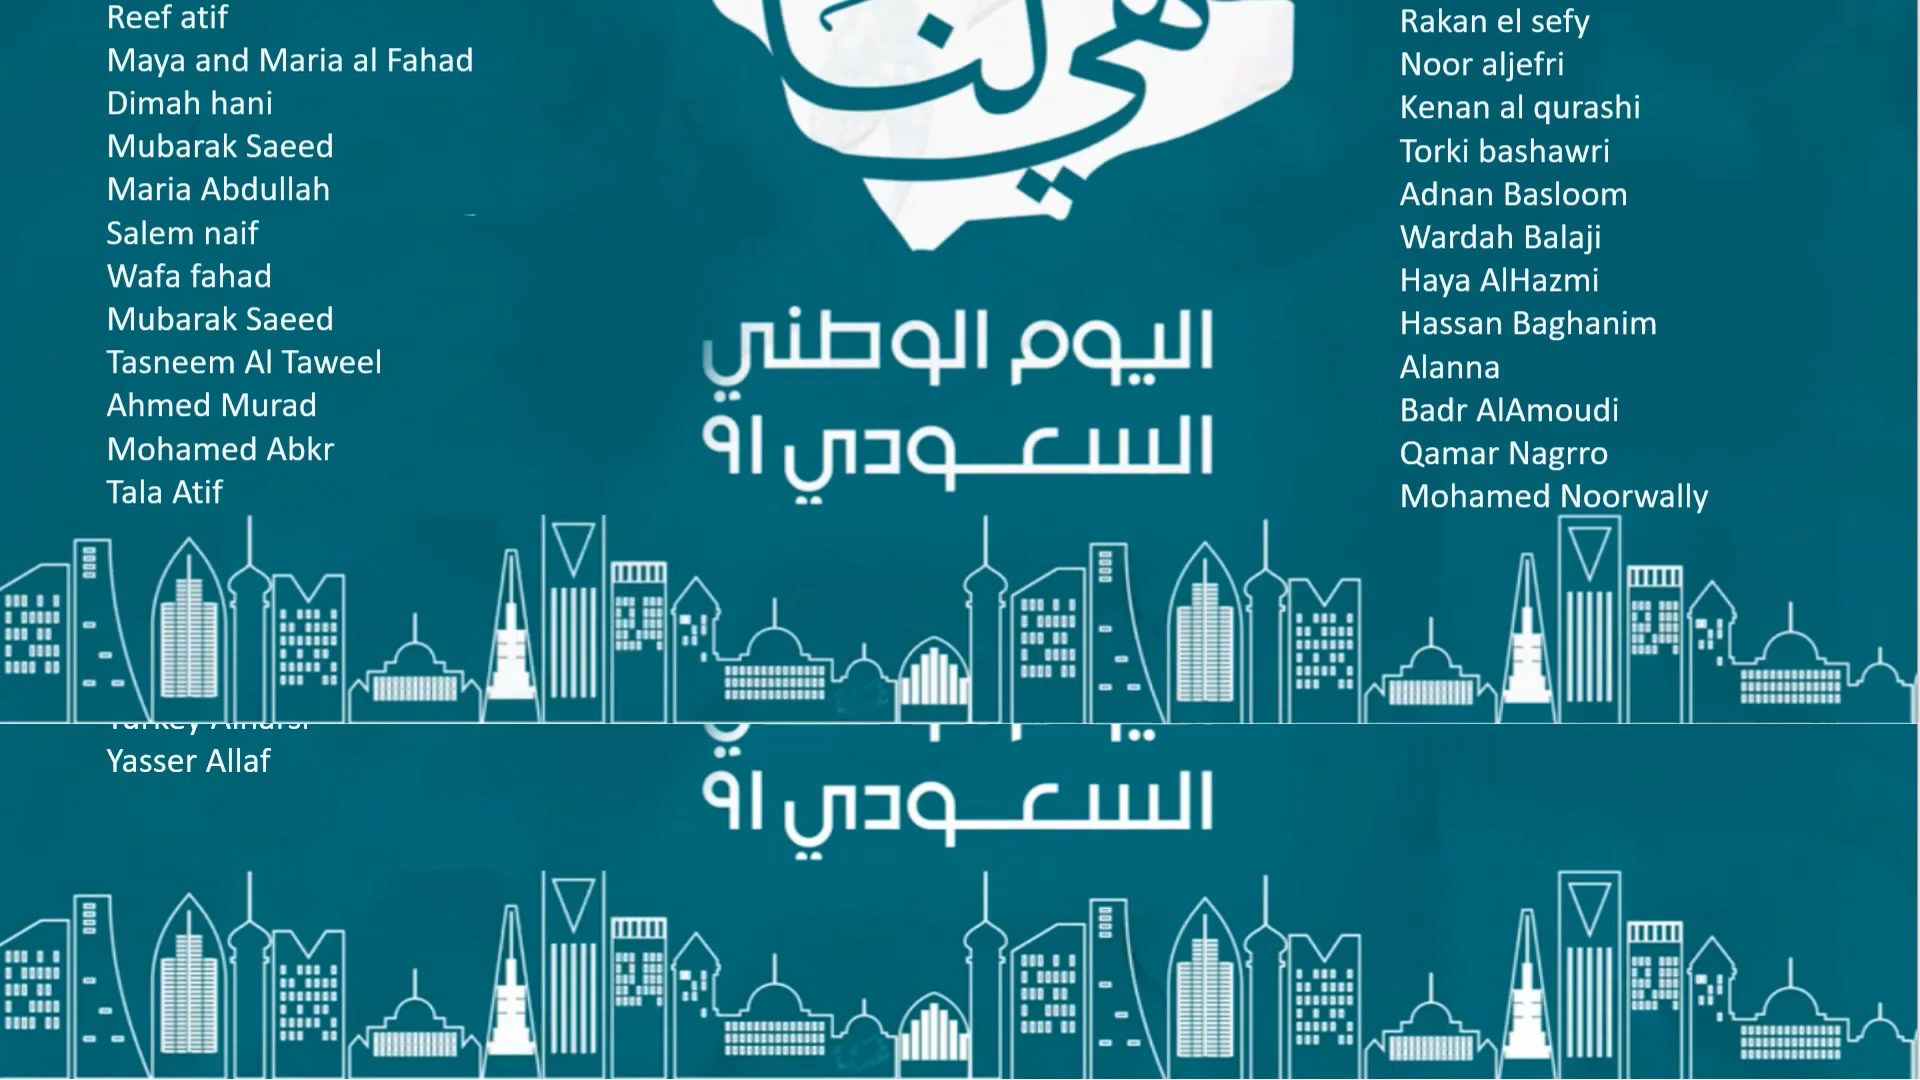 Reef atif
Maya and Maria al Fahad
Dimah hani
Mubarak Saeed
Maria Abdullah
Salem naif
Wafa fahad
Mubarak Saeed
Tasneem Al Taweel
Ahmed Murad
Mohamed Abkr
Tala Atif
هي لنا
اليوم الوطني
السعودي ٩١
Rakan el sefy
Noor aljefri
Kenan al qurashi
Torki bashawri
Adnan Basloom
Wardah Balaji
Haya AlHazmi
Hassan Baghanim
Alanna
Badr AlAmoudi
Qamar Nagrro
Mohamed Noorwally
Yasser Allaf
السعودي ٩١